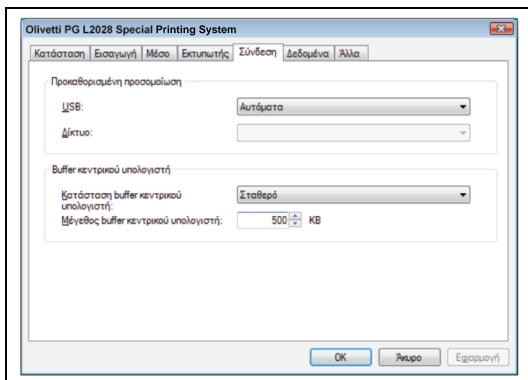 Olivetti PG L2028 Special Printing System
Κατάσταση Εισαγωγή Μέσο Εκτυπωτής Σύνδεση Δεδομένα Άλλα
Προκαθορισμένη προσομοίωση
USB: Αυτόματα
Δίκτυο:
Buffer κεντρικού υπολογιστή
Κατάσταση buffer κεντρικού υπολογιστή: Σταθερό
Μέγεθος buffer κεντρικού υπολογιστή: 500 KB
OK Άκυρο Εφαρμογή